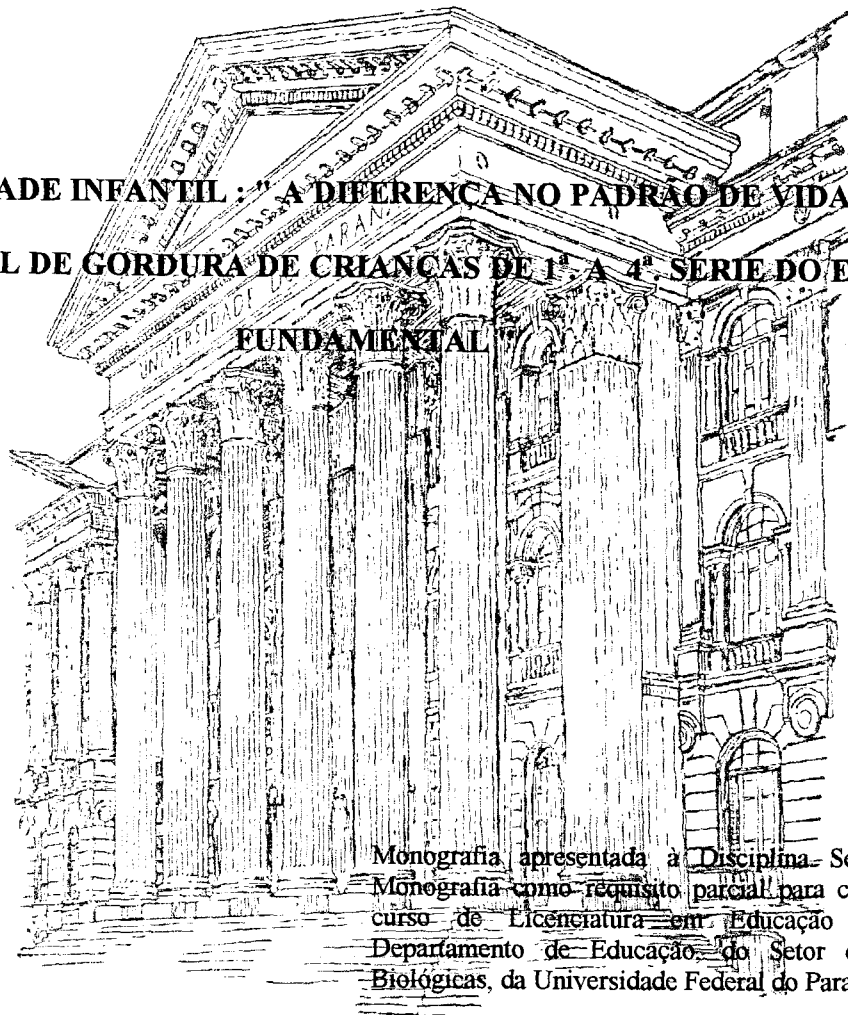 ADE INFANTIL : " A DIFERENÇA NO PADRÃO DE VIDA
L DE GORDURA DE CRIANÇAS DE 1ª. A 4ª. SÉRIE DO E
FUNDAMENTAL "
UNIVERSIDADE DO PARANÁ
Monografia apresentada à Disciplina Se
Monografia como requisito parcial para c
curso de Licenciatura em Educação
Departamento de Educação, do Setor
Biológicas, da Universidade Federal do Para